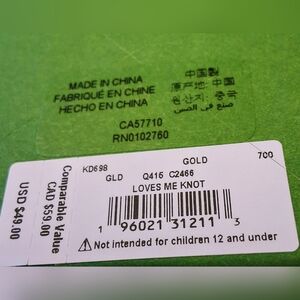 MADE IN CHINA
FABRIQUÉ EN CHINE
HECHO EN CHINA
中国製
原产地: 中国
원산지: 중국
صنع في الصين
CA57710
RN0102760
KD698
GOLD
700
GLD Q416 C2466
LOVES ME KNOT
1 96021 31211 3
Not intended for children 12 and under
Comparable Value
CAD $59.00
USD $49.00